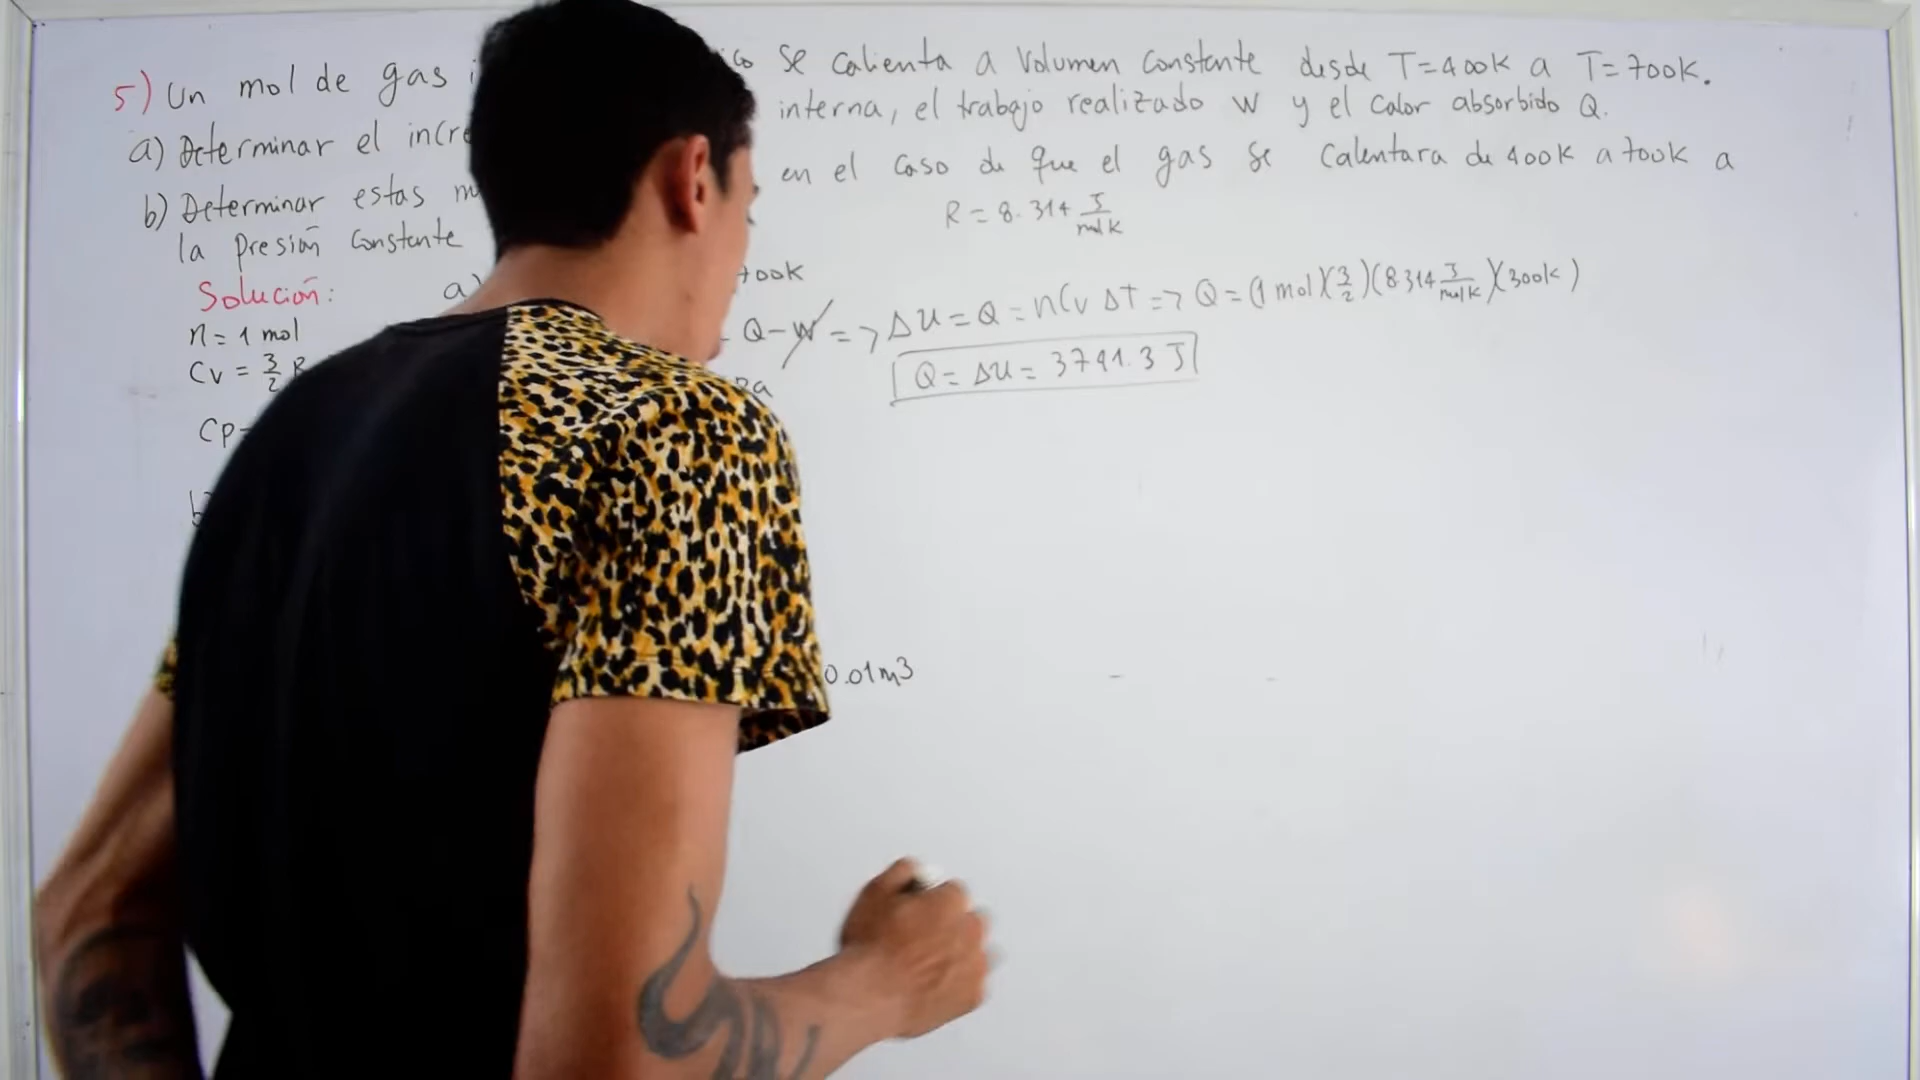 5) Un mol de gas i co se calienta a Volumen Constante desde T=400K a T=700K.
a) Determinar el incre interna, el trabajo realizado W y el Calor absorbido Q.
b) Determinar estas m en el caso de que el gas se Calentara de 400K a 700K a
la presión Constante
R = 8.314 J/mol K
Solución: a) 700K
n = 1 mol Q - W => ΔU = Q = nCv ΔT => Q = (1 mol)(3/2)(8.314 J/mol K)(300K)
Cv = 3/2 R
Q = ΔU = 3741.3 J
Cp=
b)
0.01m3